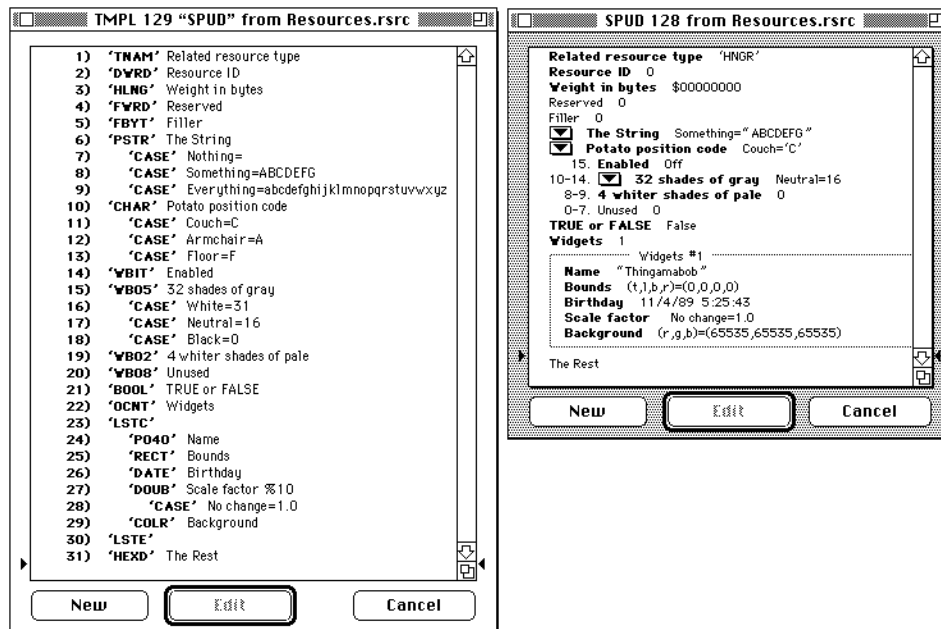 TMPL 129 “SPUD” from Resources.rsrc
1) ‘TNAM’ Related resource type
2) ‘DWRD’ Resource ID
3) ‘HLNG’ Weight in bytes
4) ‘FWRD’ Reserved
5) ‘FBYT’ Filler
6) ‘PSTR’ The String
7) ‘CASE’ Nothing=
8) ‘CASE’ Something=ABCDEFG
9) ‘CASE’ Everything=abcdefghijklmnopqrstuvwxyz
10) ‘CHAR’ Potato position code
11) ‘CASE’ Couch=C
12) ‘CASE’ Armchair=A
13) ‘CASE’ Floor=F
14) ‘WBIT’ Enabled
15) ‘WB05’ 32 shades of gray
16) ‘CASE’ White=31
17) ‘CASE’ Neutral=16
18) ‘CASE’ Black=0
19) ‘WB02’ 4 whiter shades of pale
20) ‘WB08’ Unused
21) ‘BOOL’ TRUE or FALSE
22) ‘OCNT’ Widgets
23) ‘LSTC’
24) ‘P040’ Name
25) ‘RECT’ Bounds
26) ‘DATE’ Birthday
27) ‘DOUB’ Scale factor %10
28) ‘CASE’ No change=1.0
29) ‘COLR’ Background
30) ‘LSTE’
31) ‘HEXD’ The Rest
New Edit Cancel
SPUD 128 from Resources.rsrc
Related resource type ‘HNGR’
Resource ID 0
Weight in bytes $00000000
Reserved 0
Filler 0
The String Something=“ABCDEFG”
Potato position code Couch=‘C’
15. Enabled Off
10-14. 32 shades of gray Neutral=16
8-9. 4 whiter shades of pale 0
0-7. Unused 0
TRUE or FALSE False
Widgets 1
Widgets #1
Name “Thingamabob”
Bounds (t,l,b,r)=(0,0,0,0)
Birthday 11/4/89 5:25:43
Scale factor No change=1.0
Background (r,g,b)=(65535,65535,65535)
The Rest
New Edit Cancel